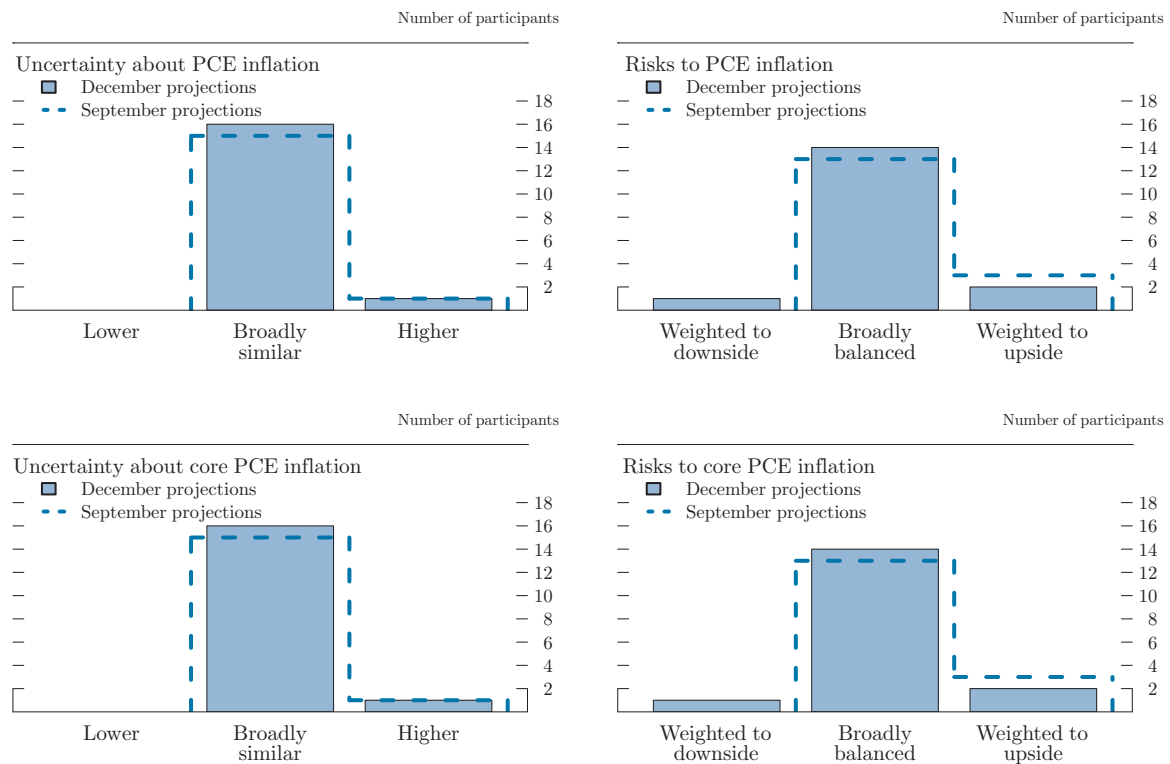 Number of participants
Uncertainty about PCE inflation
December projections
September projections
18
16
14
12
10
8
6
4
2
Lower
Broadly
similar
Higher
Number of participants
Risks to PCE inflation
December projections
September projections
18
16
14
12
10
8
6
4
2
Weighted to
downside
Broadly
balanced
Weighted to
upside
Number of participants
Uncertainty about core PCE inflation
December projections
September projections
18
16
14
12
10
8
6
4
2
Lower
Broadly
similar
Higher
Number of participants
Risks to core PCE inflation
December projections
September projections
18
16
14
12
10
8
6
4
2
Weighted to
downside
Broadly
balanced
Weighted to
upside